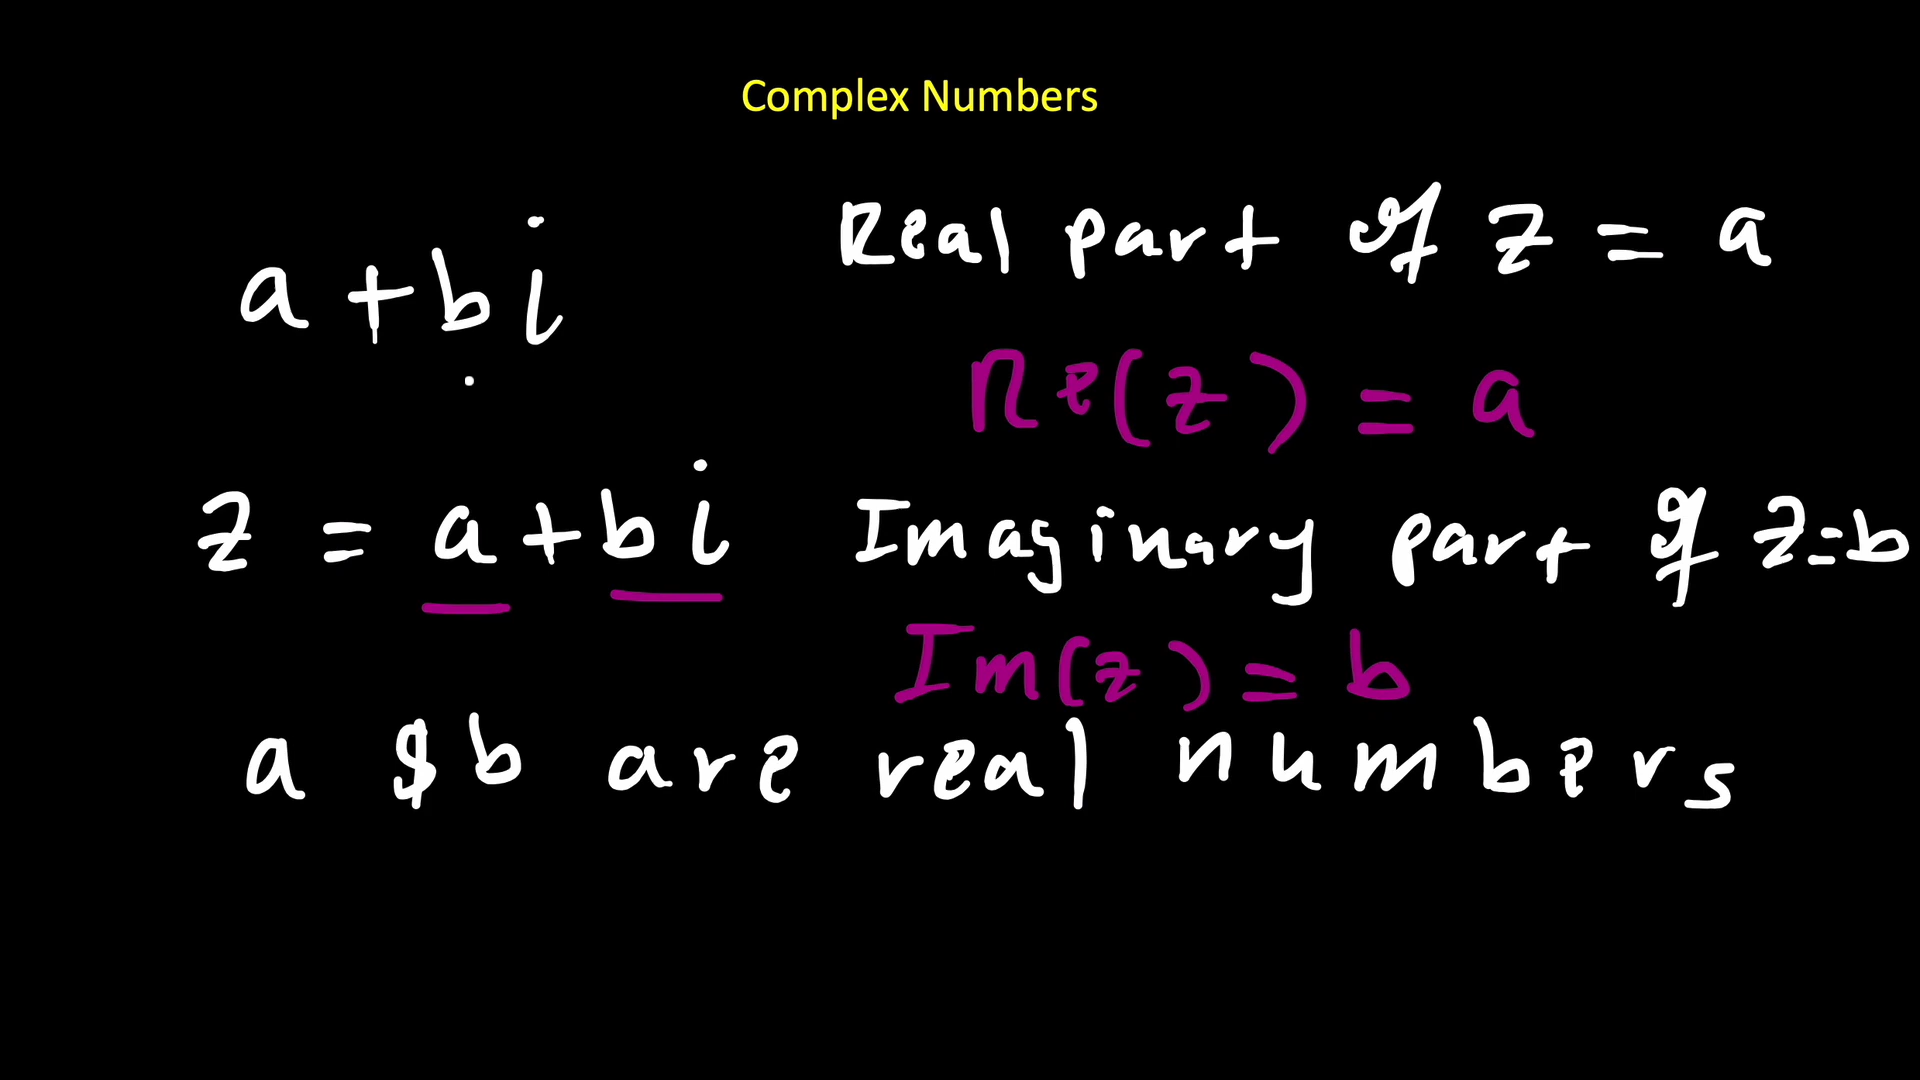 Complex Numbers
a + bi
Real part of z = a
Re(z) = a
z = a + bi
Imaginary part of z = b
Im(z) = b
a & b are real numbers